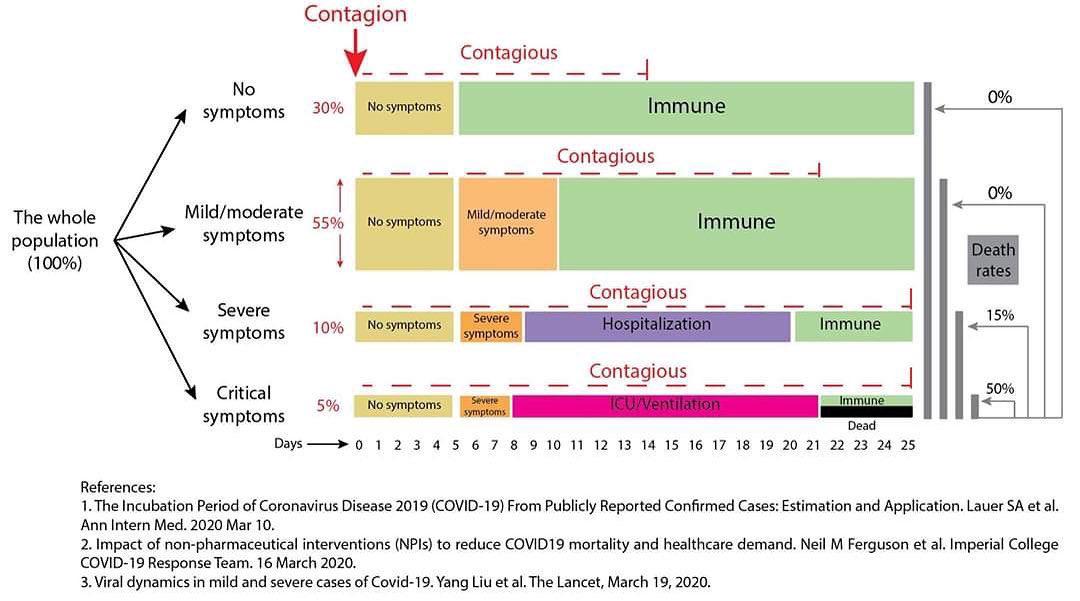 Contagion
Contagious
No
symptoms
30%
No symptoms
Immune
0%
Contagious
The whole
population
(100%)
Mild/moderate
symptoms
55%
No symptoms
Mild/moderate
symptoms
Immune
0%
Death
rates
Contagious
Severe
symptoms
10%
No symptoms
Severe
symptoms
Hospitalization
Immune
15%
Contagious
Critical
symptoms
5%
No symptoms
Severe
symptoms
ICU/Ventilation
Immune
Dead
50%
Days 0 1 2 3 4 5 6 7 8 9 10 11 12 13 14 15 16 17 18 19 20 21 22 23 24 25
References:
1. The Incubation Period of Coronavirus Disease 2019 (COVID-19) From Publicly Reported Confirmed Cases: Estimation and Application. Lauer SA et al.
Ann Intern Med. 2020 Mar 10.
2. Impact of non-pharmaceutical interventions (NPIs) to reduce COVID19 mortality and healthcare demand. Neil M Ferguson et al. Imperial College
COVID-19 Response Team. 16 March 2020.
3. Viral dynamics in mild and severe cases of Covid-19. Yang Liu et al. The Lancet, March 19, 2020.